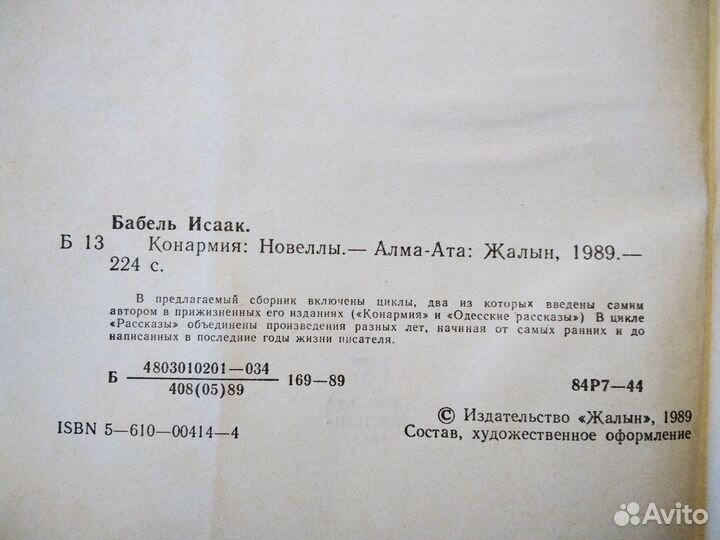 Бабель Исаак.
Б 13 Конармия: Новеллы.— Алма-Ата: Жалын, 1989.—
224 с.
В предлагаемый сборник включены циклы, два из которых введены самим
автором в прижизненных его изданиях («Конармия» и «Одесские рассказы») В цикле
«Рассказы» объединены произведения разных лет, начиная от самых ранних и до
написанных в последние годы жизни писателя.
Б 4803010201—034 169—89 84Р7—44
408(05)89
© Издательство «Жалын», 1989
ISBN 5—610—00414—4 Состав, художественное оформление
Avito